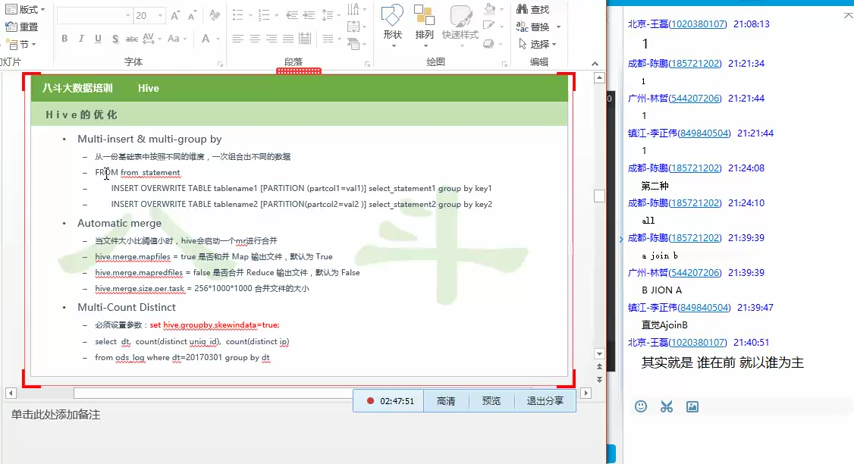 版式
重置
节
灯片
20
字体
段落
形状
排列
快速样式
绘图
查找
替换
选择
编辑
八斗大数据培训 Hive
Hive的优化
• Multi-insert & multi-group by
– 从一份基础表中按照不同的维度，一次组合出不同的数据
– FROM from_statement
– INSERT OVERWRITE TABLE tablename1 [PARTITION (partcol1=val1)] select_statement1 group by key1
– INSERT OVERWRITE TABLE tablename2 [PARTITION(partcol2=val2 )] select_statement2 group by key2
• Automatic merge
– 当文件大小比阈值小时，hive会启动一个mr进行合并
– hive.merge.mapfiles = true 是否和并 Map 输出文件，默认为 True
– hive.merge.mapredfiles = false 是否合并 Reduce 输出文件，默认为 False
– hive.merge.size.per.task = 256*1000*1000 合并文件的大小
• Multi-Count Distinct
– 必须设置参数：set hive.groupby.skewindata=true;
– select dt, count(distinct uniq_id), count(distinct ip)
– from ods_log where dt=20170301 group by dt
八斗
02:47:51
高清
预览
退出分享
单击此处添加备注
北京-王磊(1020380107) 21:08:13
1
成都-陈鹏(185721202) 21:21:34
1
广州-林哲(544207206) 21:21:44
1
镇江-李正伟(849840504) 21:21:44
1
成都-陈鹏(185721202) 21:24:08
第二种
成都-陈鹏(185721202) 21:24:10
all
成都-陈鹏(185721202) 21:39:39
a join b
广州-林哲(544207206) 21:39:39
B JION A
镇江-李正伟(849840504) 21:39:47
直觉AjoinB
北京-王磊(1020380107) 21:40:51
其实就是 谁在前 就以谁为主